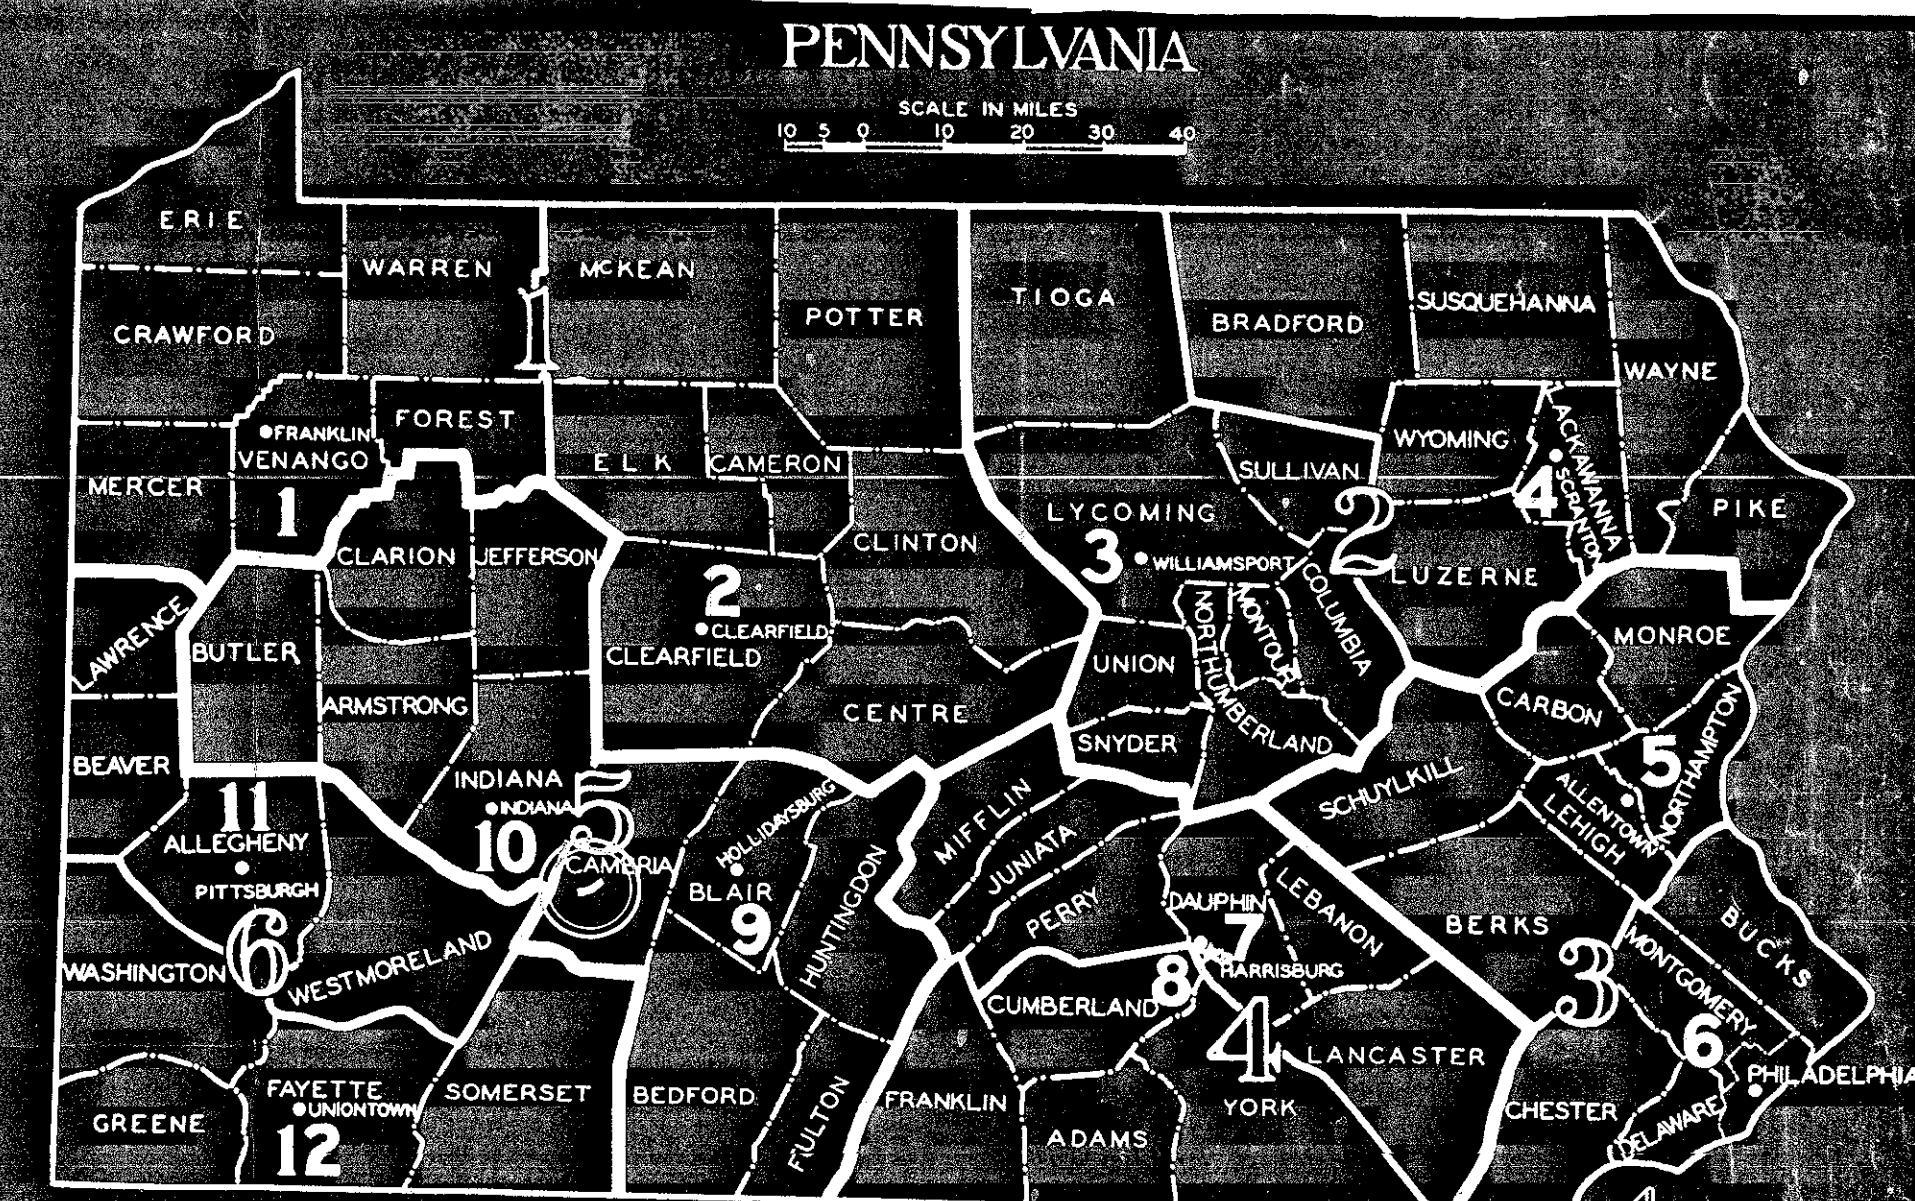 PENNSYLVANIA
SCALE IN MILES
10 5 0 10 20 30 40
ERIE
WARREN
McKEAN
POTTER
TIOGA
BRADFORD
SUSQUEHANNA
WAYNE
CRAWFORD
1
FOREST
FRANKLIN
VENANGO
1
MERCER
ELK
CAMERON
SULLIVAN
WYOMING
LACKAWANNA
SCRANTON
4
PIKE
LYCOMING
2
CLARION
JEFFERSON
CLINTON
3
WILLIAMSPORT
COLUMBIA
LUZERNE
2
CLEARFIELD
CLEARFIELD
LAWRENCE
BUTLER
UNION
NORTHUMBERLAND
MONTOUR
MONROE
ARMSTRONG
CENTRE
SNYDER
CARBON
NORTHAMPTON
5
BEAVER
INDIANA
INDIANA
10
5
CAMBRIA
11
ALLEGHENY
PITTSBURGH
6
HOLLIDAYSBURG
BLAIR
9
HUNTINGDON
MIFFLIN
JUNIATA
PERRY
SCHUYLKILL
ALLENTOWN
LEHIGH
DAUPHIN
7
HARRISBURG
LEBANON
BERKS
BUCKS
WASHINGTON
WESTMORELAND
CUMBERLAND
8
4
3
MONTGOMERY
6
LANCASTER
PHILADELPHIA
FAYETTE
UNIONTOWN
12
GREENE
SOMERSET
BEDFORD
FULTON
FRANKLIN
ADAMS
YORK
CHESTER
DELAWARE